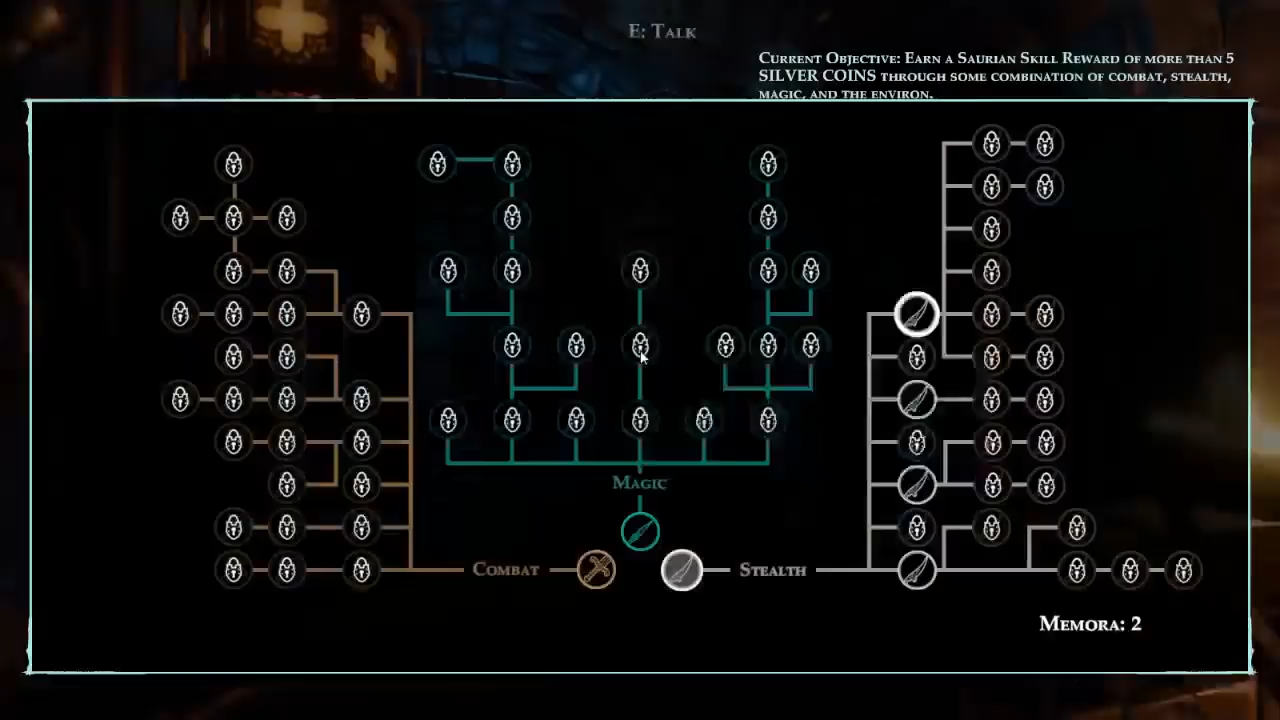 E: Talk
Current Objective: Earn a Saurian Skill Reward of more than 5
SILVER COINS through some combination of combat, stealth,
magic, and the environ.
Magic
Combat
Stealth
Memora: 2